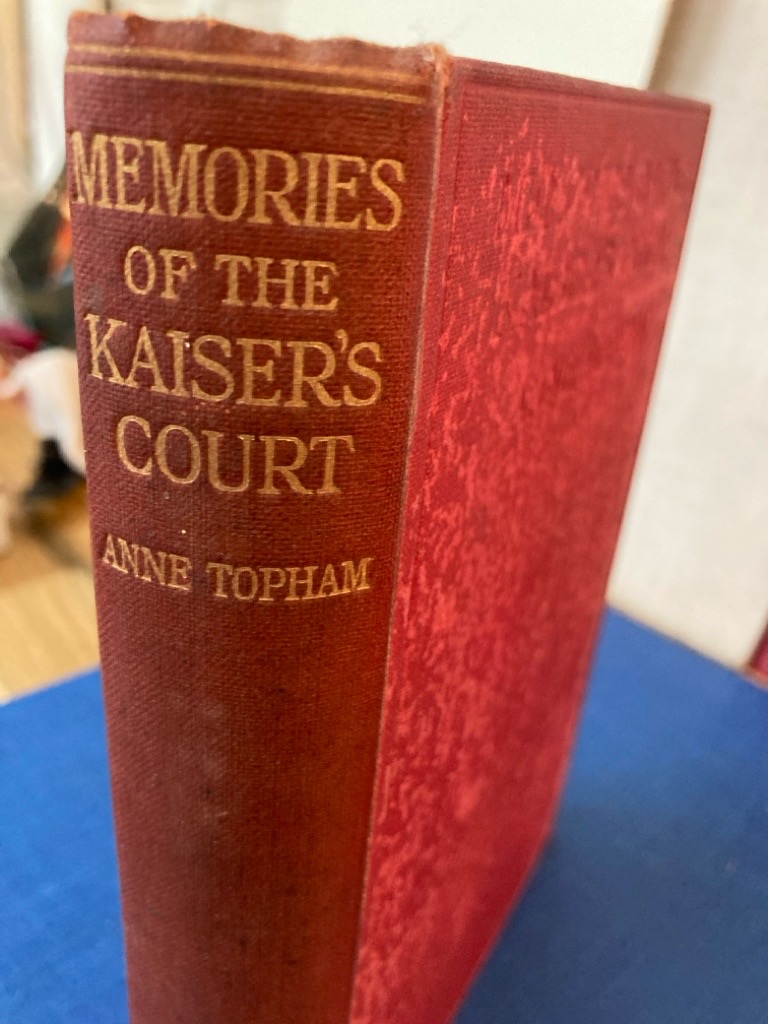 MEMORIES
OF THE
KAISER'S
COURT
ANNE TOPHAM